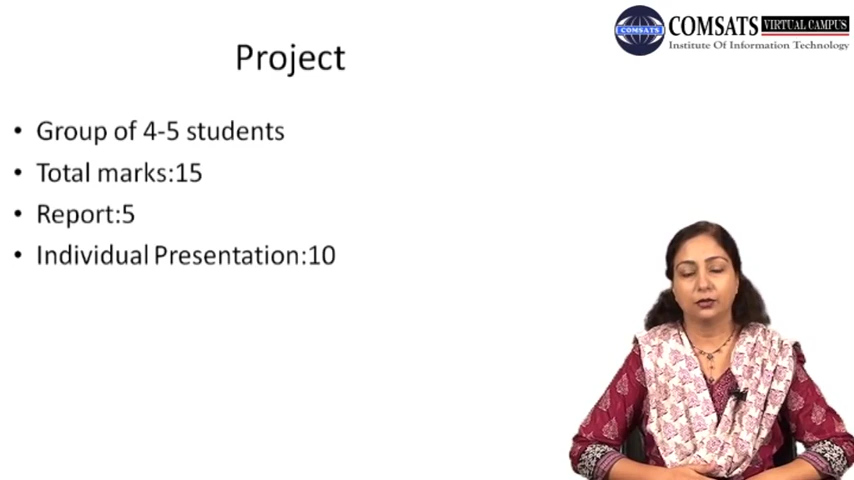 COMSATS
COMSATS VIRTUAL CAMPUS
Institute Of Information Technology
Project
• Group of 4-5 students
• Total marks:15
• Report:5
• Individual Presentation:10